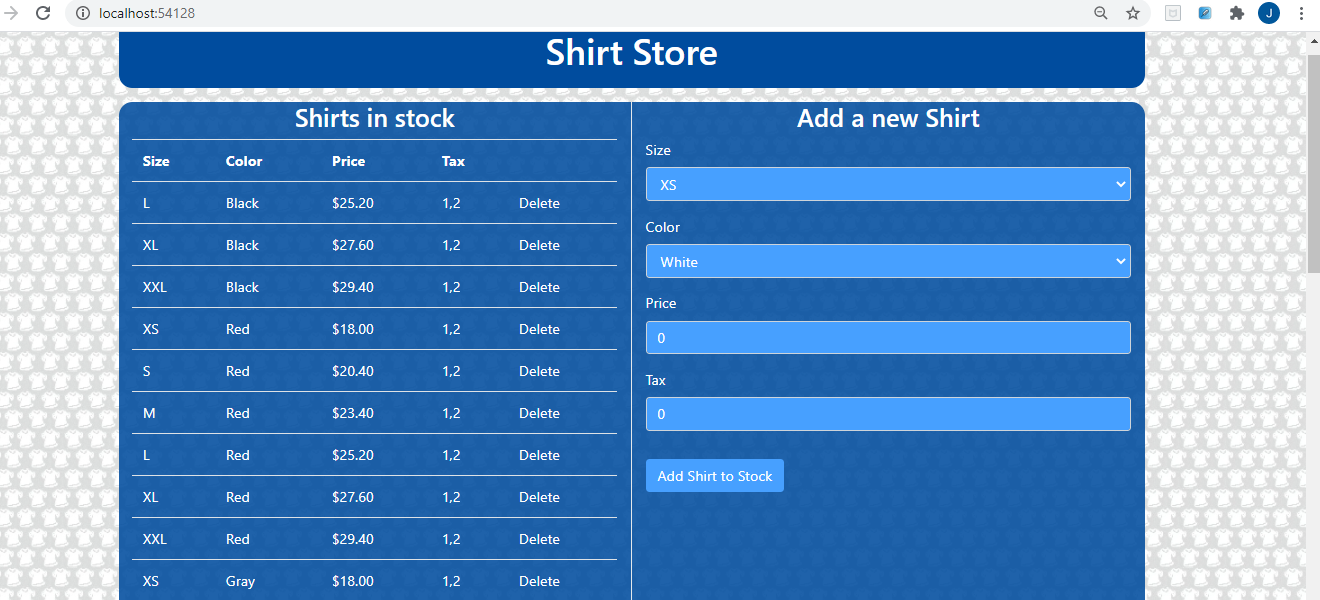 localhost:54128
J
Shirt Store
Shirts in stock
Size Color Price Tax
L Black $25.20 1,2 Delete
XL Black $27.60 1,2 Delete
XXL Black $29.40 1,2 Delete
XS Red $18.00 1,2 Delete
S Red $20.40 1,2 Delete
M Red $23.40 1,2 Delete
L Red $25.20 1,2 Delete
XL Red $27.60 1,2 Delete
XXL Red $29.40 1,2 Delete
XS Gray $18.00 1,2 Delete
Add a new Shirt
Size
XS
Color
White
Price
0
Tax
0
Add Shirt to Stock